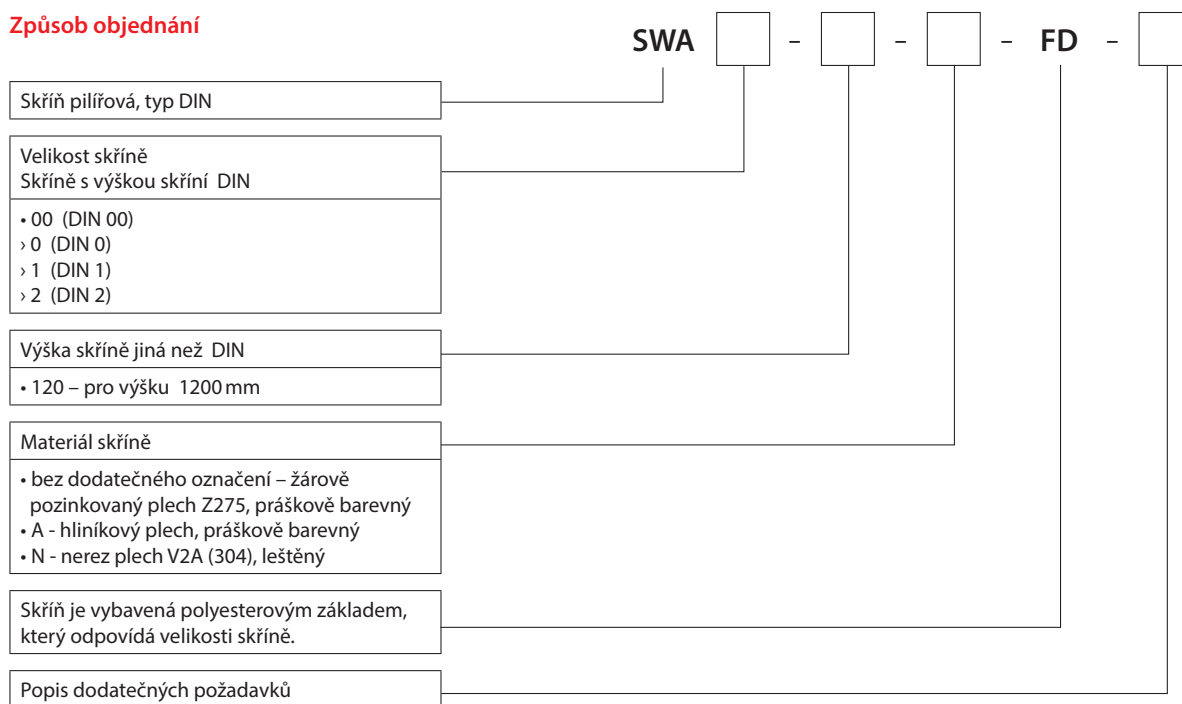 Způsob objednání
SWA – – – FD –
Skříň pilířová, typ DIN
Velikost skříně
Skříně s výškou skříní DIN
• 00 (DIN 00)
› 0 (DIN 0)
› 1 (DIN 1)
› 2 (DIN 2)
Výška skříně jiná než DIN
• 120 – pro výšku 1200 mm
Materiál skříně
• bez dodatečného označení – žárově
pozinkovaný plech Z275, práškově barevný
• A - hliníkový plech, práškově barevný
• N - nerez plech V2A (304), leštěný
Skříň je vybavená polyesterovým základem,
který odpovídá velikosti skříně.
Popis dodatečných požadavků